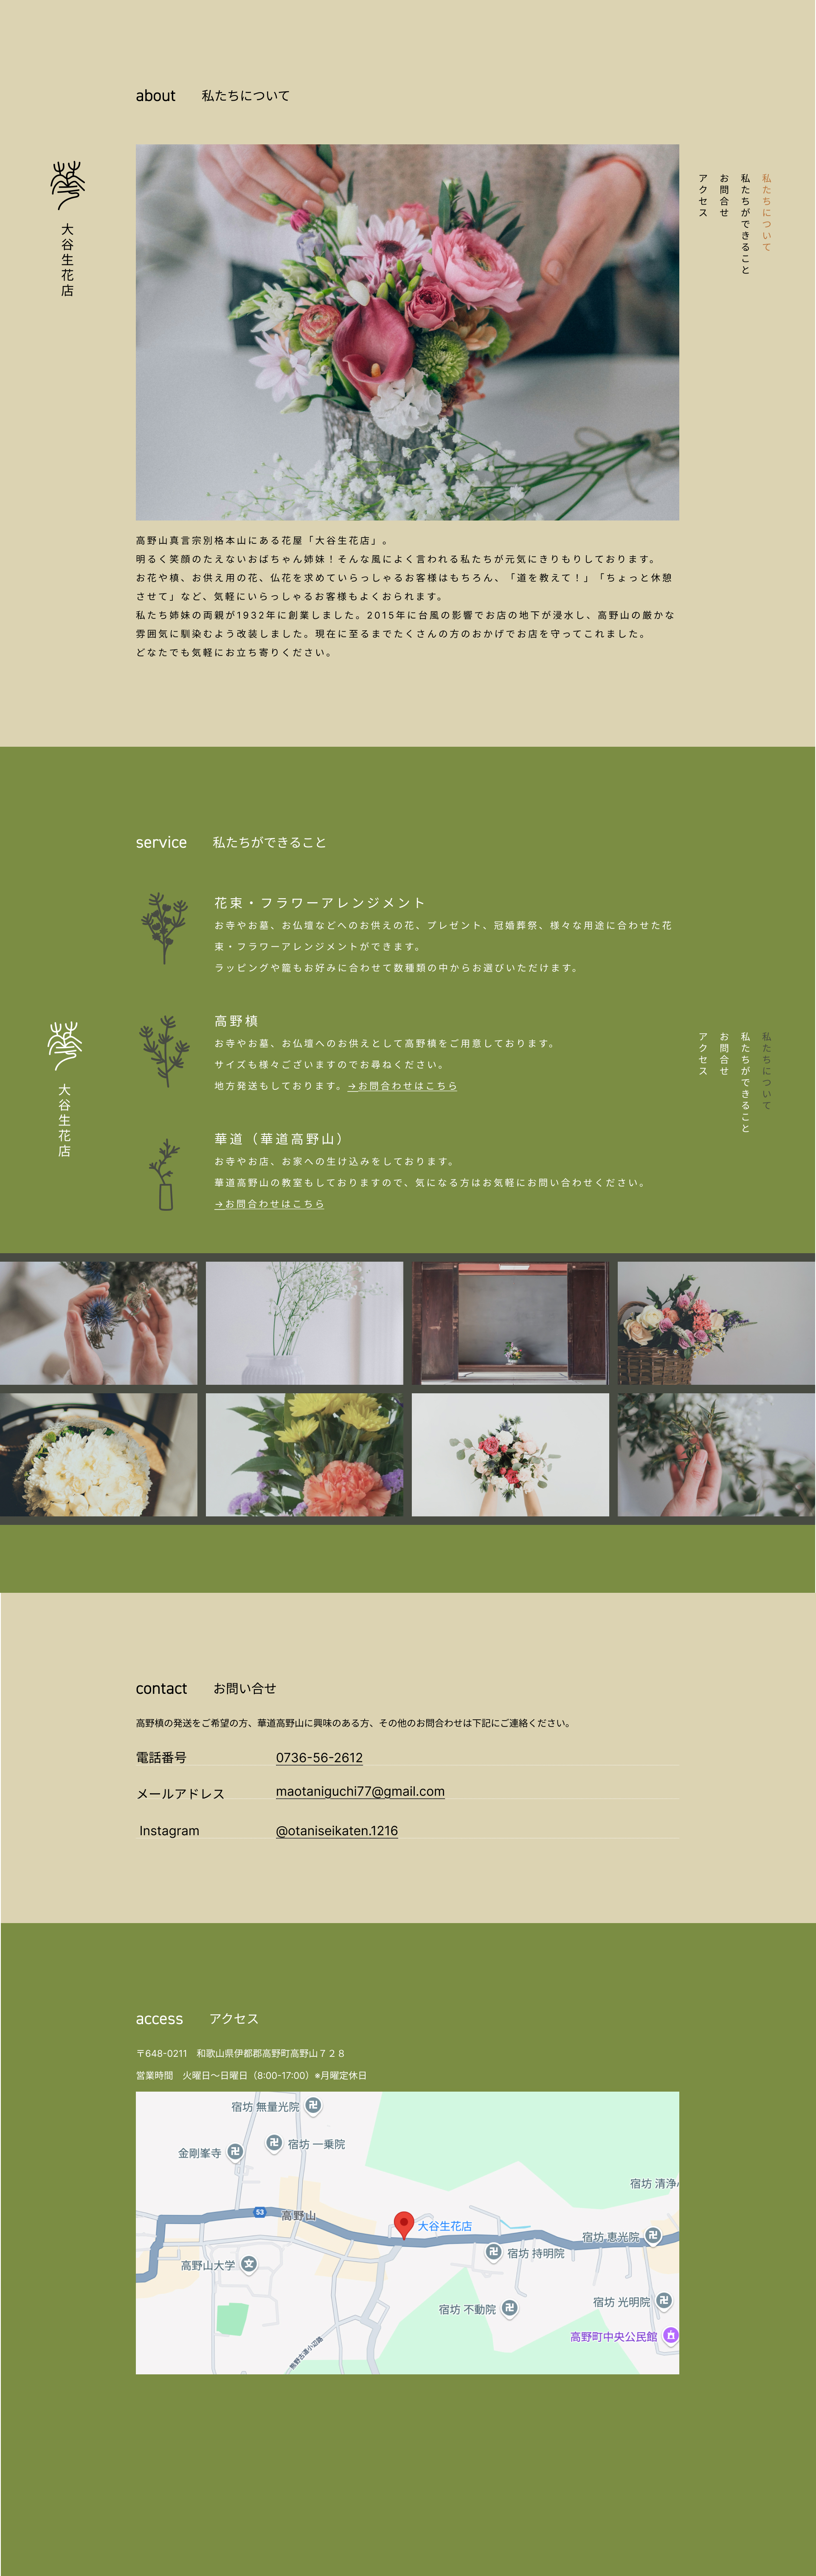 about 私たちについて
大谷生花店
私たちについて
私たちができること
お問合せ
アクセス
高野山真言宗別格本山にある花屋「大谷生花店」。
明るく笑顔のたえないおばちゃん姉妹！そんな風によく言われる私たちが元気にきりもりしております。
お花や槙、お供え用の花、仏花を求めていらっしゃるお客様はもちろん、「道を教えて！」「ちょっと休憩
させて」など、気軽にいらっしゃるお客様もよくおられます。
私たち姉妹の両親が1932年に創業しました。2015年に台風の影響でお店の地下が浸水し、高野山の厳かな
雰囲気に馴染むよう改装しました。現在に至るまでたくさんの方のおかげでお店を守ってこれました。
どなたでも気軽にお立ち寄りください。
service 私たちができること
花束・フラワーアレンジメント
お寺やお墓、お仏壇などへのお供えの花、プレゼント、冠婚葬祭、様々な用途に合わせた花
束・フラワーアレンジメントができます。
ラッピングや籠もお好みに合わせて数種類の中からお選びいただけます。
高野槙
お寺やお墓、お仏壇へのお供えとして高野槙をご用意しております。
サイズも様々ございますのでお尋ねください。
地方発送もしております。→お問合わせはこちら
大谷生花店
私たちについて
私たちができること
お問合せ
アクセス
華道（華道高野山）
お寺やお店、お家への生け込みをしております。
華道高野山の教室もしておりますので、気になる方はお気軽にお問い合わせください。
→お問合わせはこちら
contact お問い合せ
高野槙の発送をご希望の方、華道高野山に興味のある方、その他のお問合わせは下記にご連絡ください。
電話番号 0736-56-2612
メールアドレス maotaniguchi77@gmail.com
Instagram @otaniseikaten.1216
access アクセス
〒648-0211 和歌山県伊都郡高野町高野山７２８
営業時間 火曜日〜日曜日（8:00-17:00）※月曜定休日
宿坊 無量光院
宿坊 一乗院
金剛峯寺
宿坊 清浄
53
高野山
大谷生花店
宿坊 恵光院
宿坊 持明院
高野山大学
宿坊 光明院
宿坊 不動院
高野町中央公民館
熊野古道小辺路